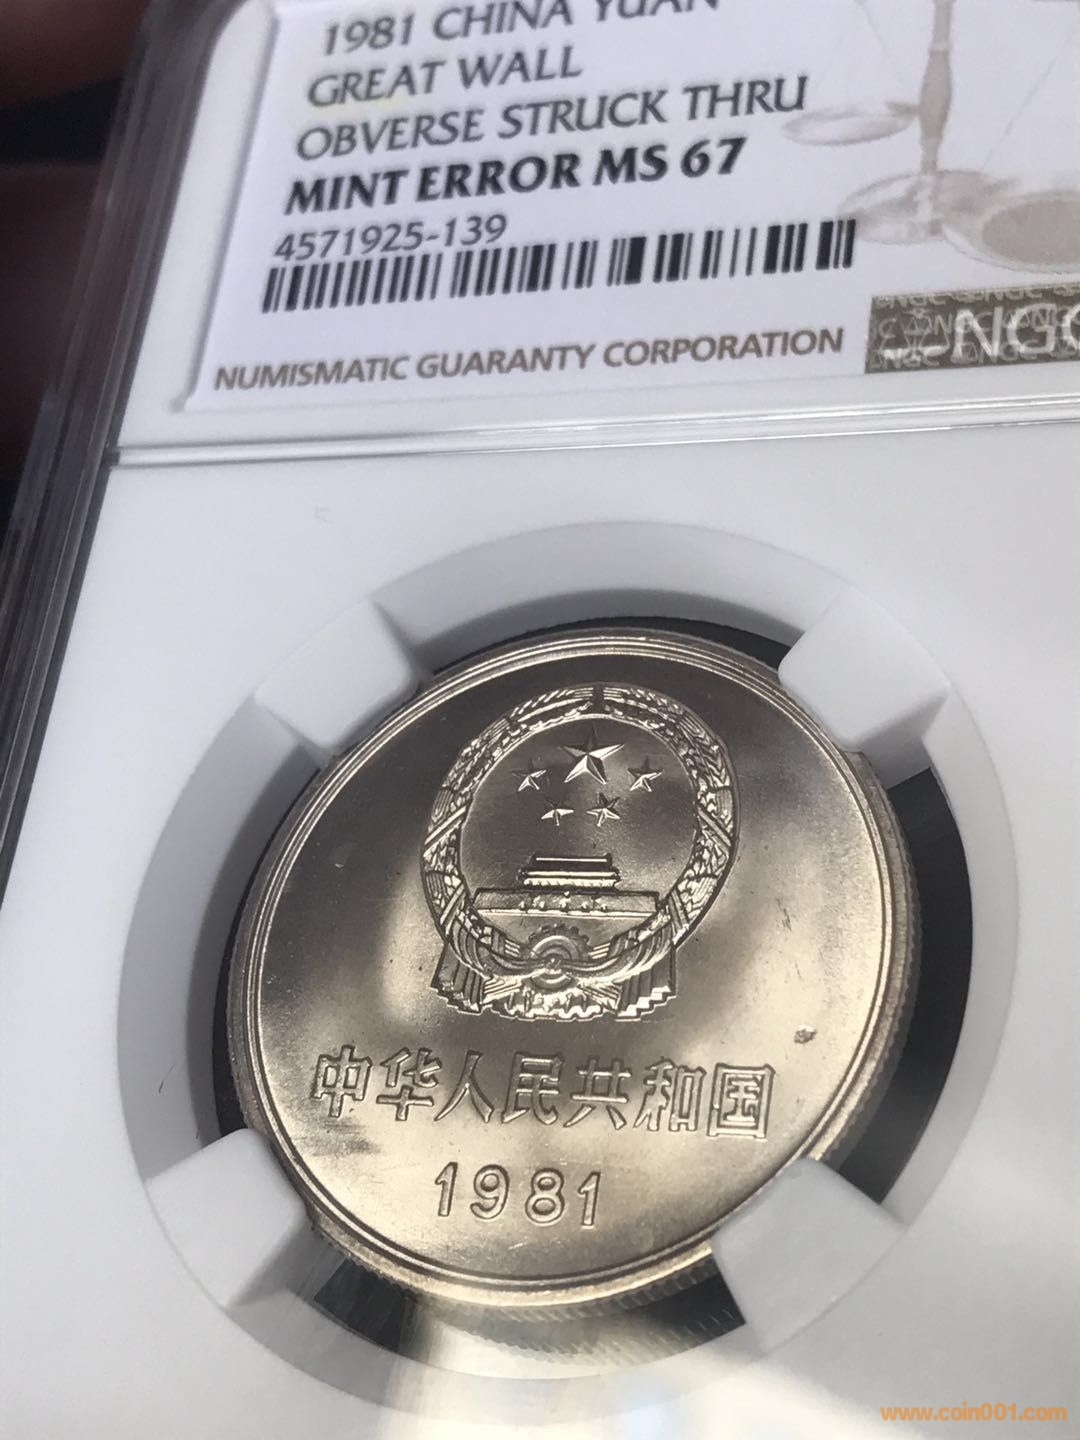 1981 CHINA YUAN
GREAT WALL
OBVERSE STRUCK THRU
MINT ERROR MS 67
4571925-139
NUMISMATIC GUARANTY CORPORATION
NGC
中华人民共和国
1981
www.coin001.com